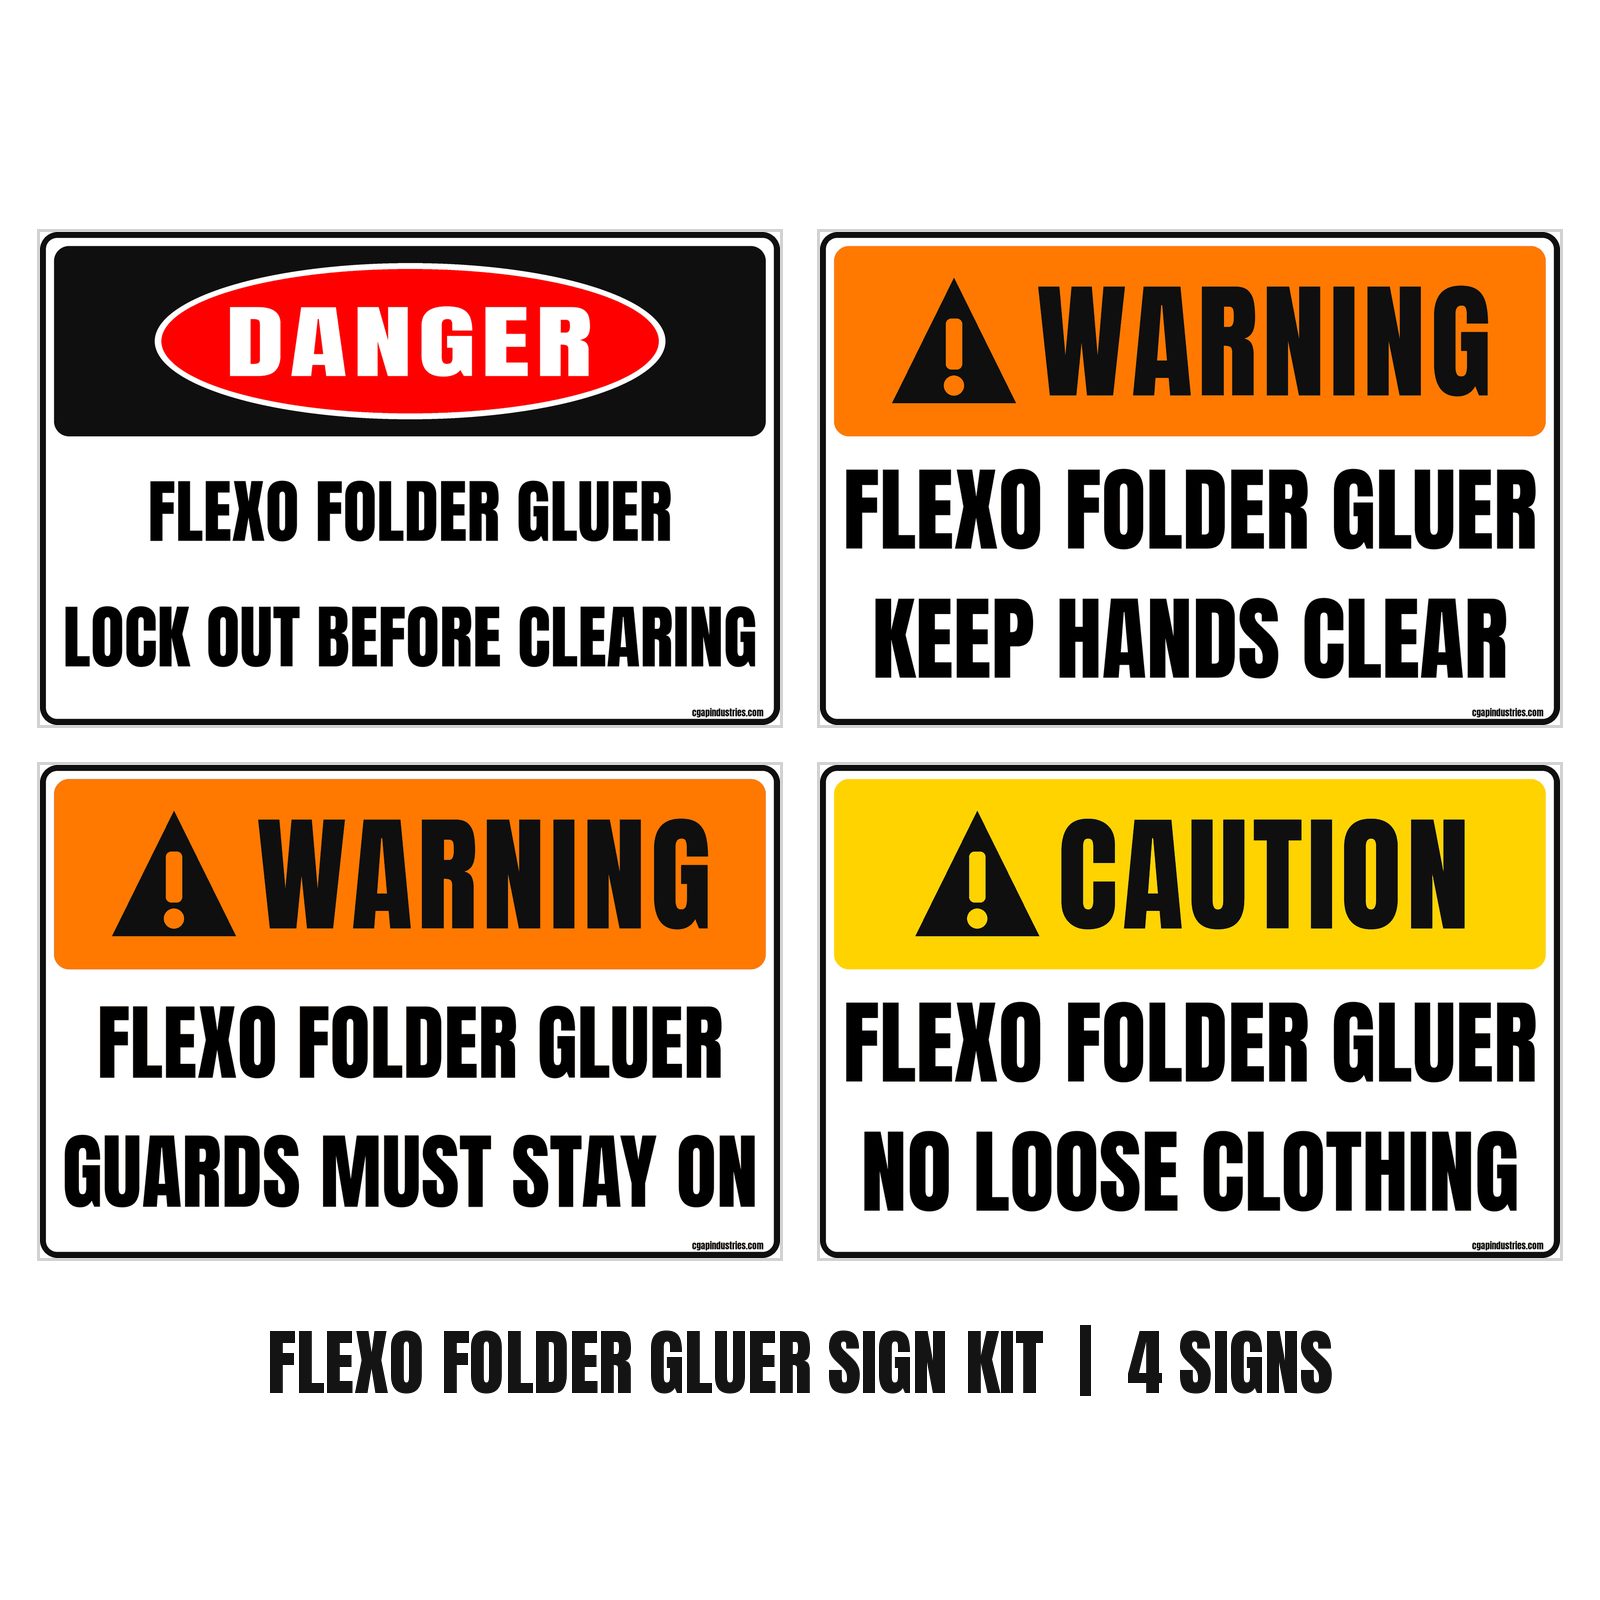 DANGER
FLEXO FOLDER GLUER
LOCK OUT BEFORE CLEARING
cgapindustries.com
WARNING
FLEXO FOLDER GLUER
KEEP HANDS CLEAR
cgapindustries.com
WARNING
FLEXO FOLDER GLUER
GUARDS MUST STAY ON
cgapindustries.com
CAUTION
FLEXO FOLDER GLUER
NO LOOSE CLOTHING
cgapindustries.com
FLEXO FOLDER GLUER SIGN KIT | 4 SIGNS